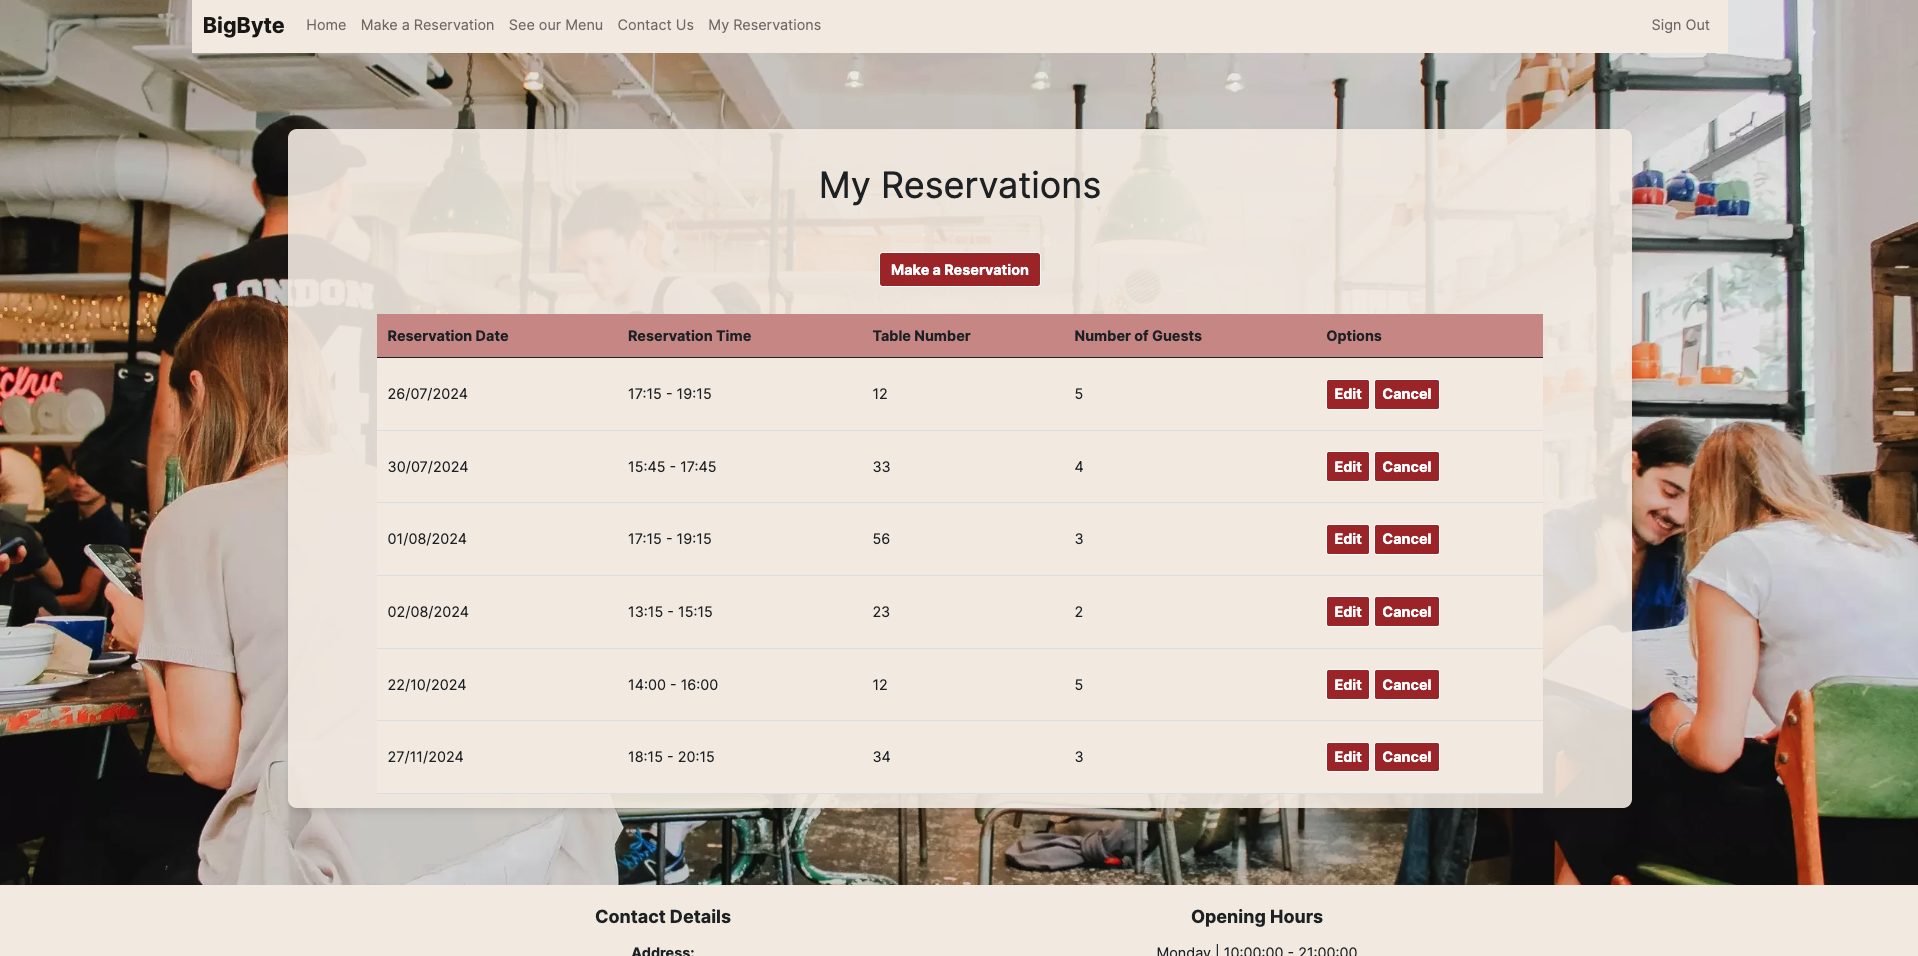 BigByte Home Make a Reservation See our Menu Contact Us My Reservations Sign Out
My Reservations
LONDON
Make a Reservation
Reservation Date Reservation Time Table Number Number of Guests Options
26/07/2024 17:15 - 19:15 12 5 Edit Cancel
30/07/2024 15:45 - 17:45 33 4 Edit Cancel
01/08/2024 17:15 - 19:15 56 3 Edit Cancel
02/08/2024 13:15 - 15:15 23 2 Edit Cancel
22/10/2024 14:00 - 16:00 12 5 Edit Cancel
27/11/2024 18:15 - 20:15 34 3 Edit Cancel
Contact Details Opening Hours
Address: Monday | 10:00:00 - 21:00:00